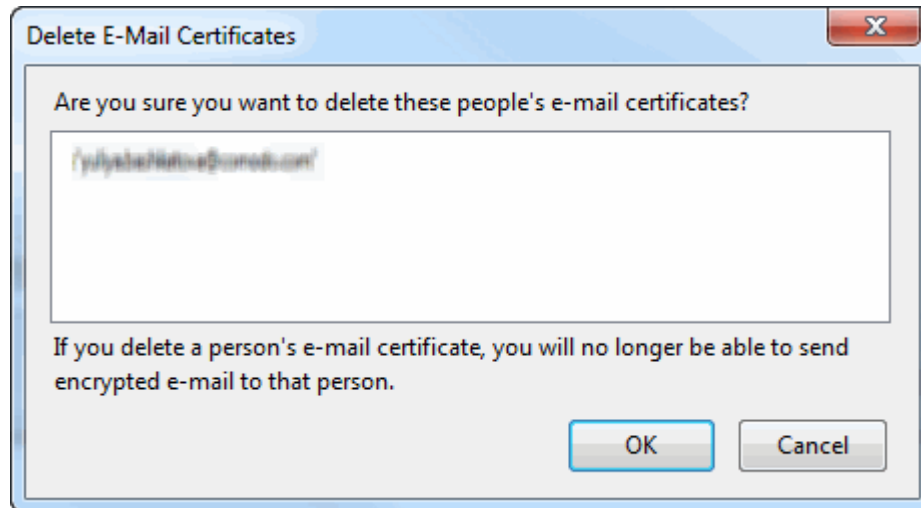 Delete E-Mail Certificates
Are you sure you want to delete these people's e-mail certificates?
If you delete a person's e-mail certificate, you will no longer be able to send
encrypted e-mail to that person.
OK
Cancel